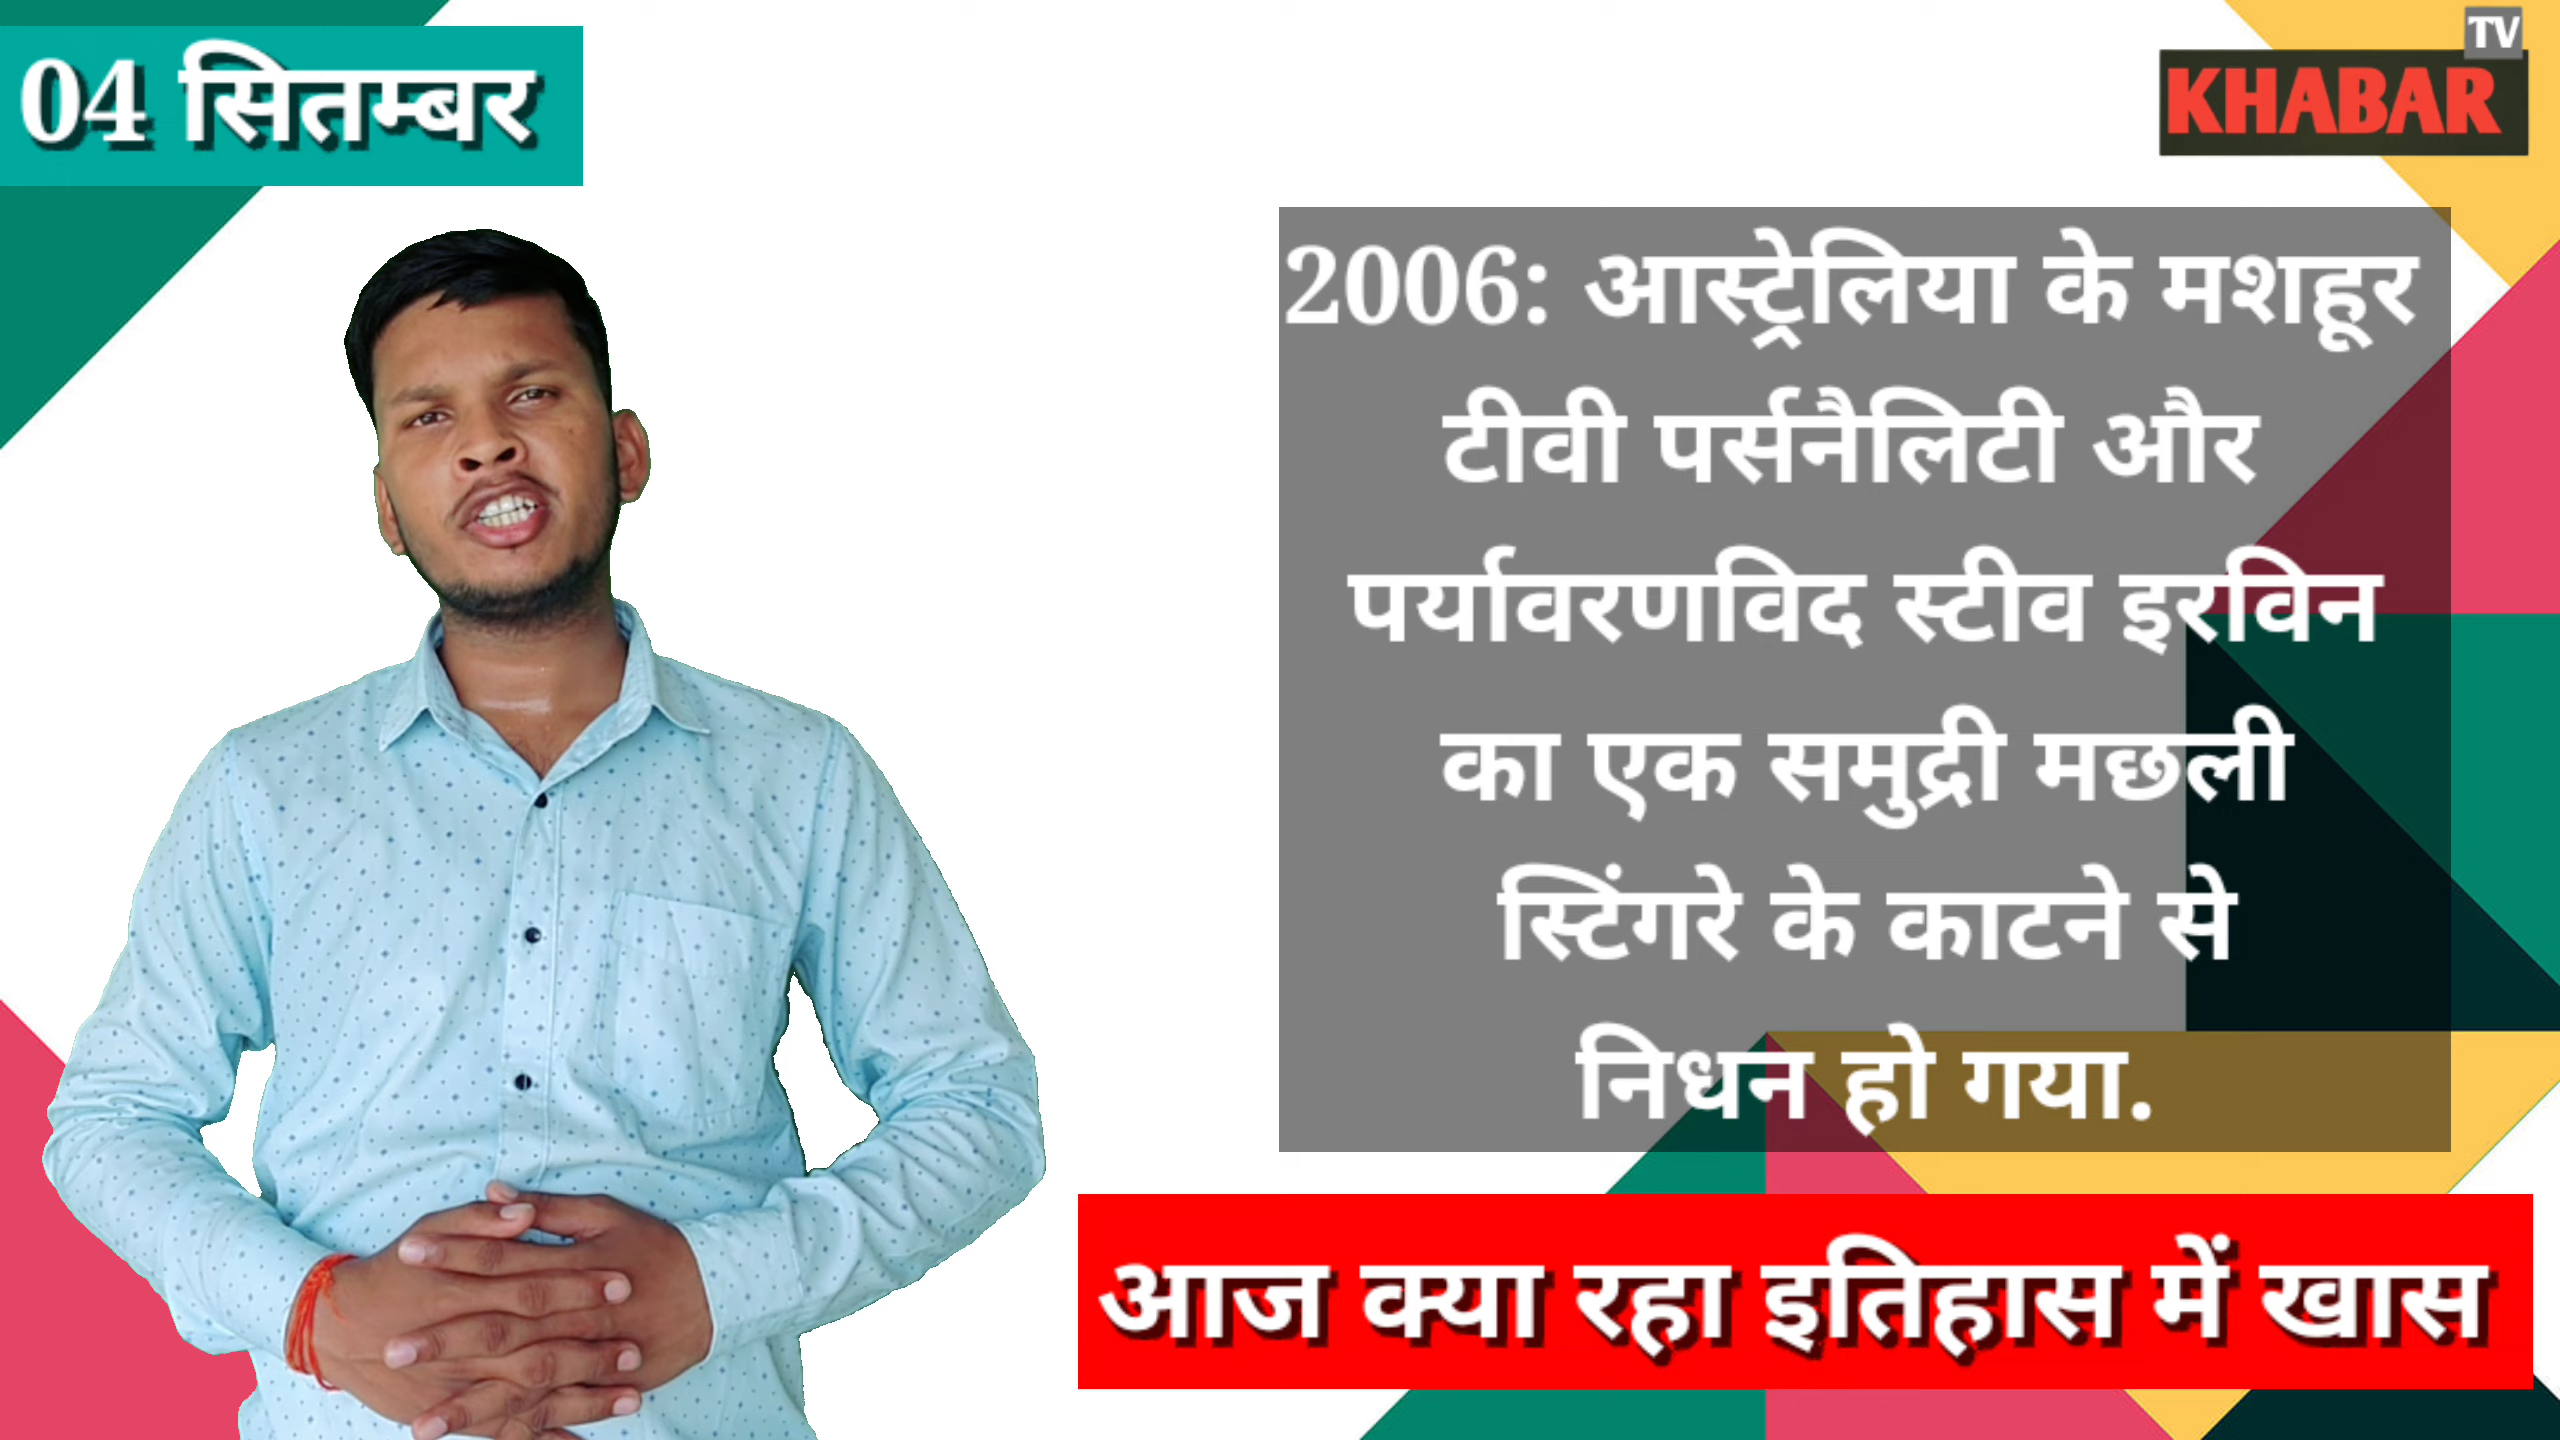 04 सितम्बर
TV
KHABAR
2006: आस्ट्रेलिया के मशहूर
टीवी पर्सनैलिटी और
पर्यावरणविद स्टीव इरविन
का एक समुद्री मछली
स्टिंगरे के काटने से
निधन हो गया.
आज क्या रहा इतिहास में खास